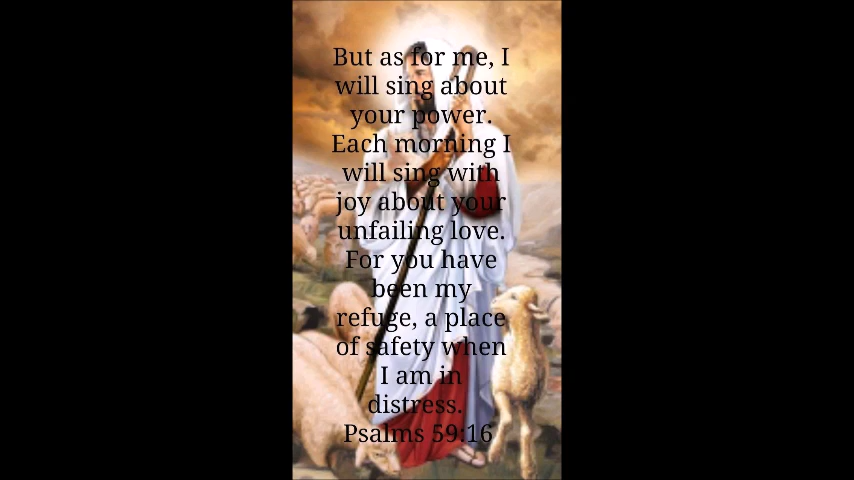 But as for me, I
will sing about
your power.
Each morning I
will sing with
joy about your
unfailing love.
For you have
been my
refuge, a place
of safety when
I am in
distress.
Psalms 59:16